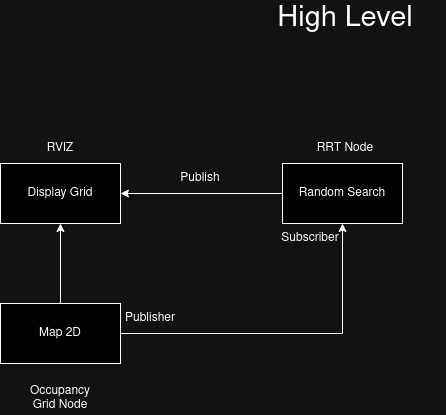 High Level
RVIZ
RRT Node
Display Grid
Publish
Random Search
Subscriber
Publisher
Map 2D
Occupancy
Grid Node